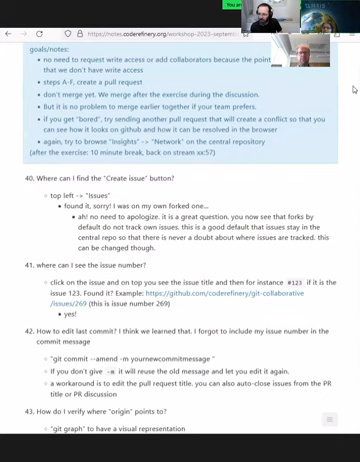 You ar
https://notes.coderefinery.org/workshop-2023-septem
goals/notes:
no need to request write access or add collaborators because the point
that we don't have write access
steps A-F, create a pull request
don't merge yet. We merge after the exercise during the discussion.
But it is no problem to merge earlier together if your team prefers.
if you get "bored", try sending another pull request that will create a conflict so that you
can see how it looks on github and how it can be resolved in the browser
again, try to browse "Insights" -> "Network" on the central repository
(after the exercise: 10 minute break, back on stream xx:57)
40. Where can I find the "Create issue" button?
top left -> "Issues"
found it, sorry! I was on my own forked one...
ah! no need to apologize. it is a great question. you now see that forks by
default do not track own issues. this is a good default that issues stay in the
central repo so that there is never a doubt about where issues are tracked. this
can be changed though.
41. where can I see the issue number?
click on the issue and on top you see the issue title and then for instance #123 if it is the
issue 123. Found it? Example: https://github.com/coderefinery/git-collaborative
/issues/269 (this is issue number 269)
yes!
42. How to edit last commit? I think we learned that. I forgot to include my issue number in the
commit message
"git commit --amend -m yournewcommitmessage "
If you don't give -m it will reuse the old message and let you edit it again.
a workaround is to edit the pull request title. you can also auto-close issues from the PR
title or PR discussion
43. How do I verify where "origin" points to?
"git graph" to have a visual representation